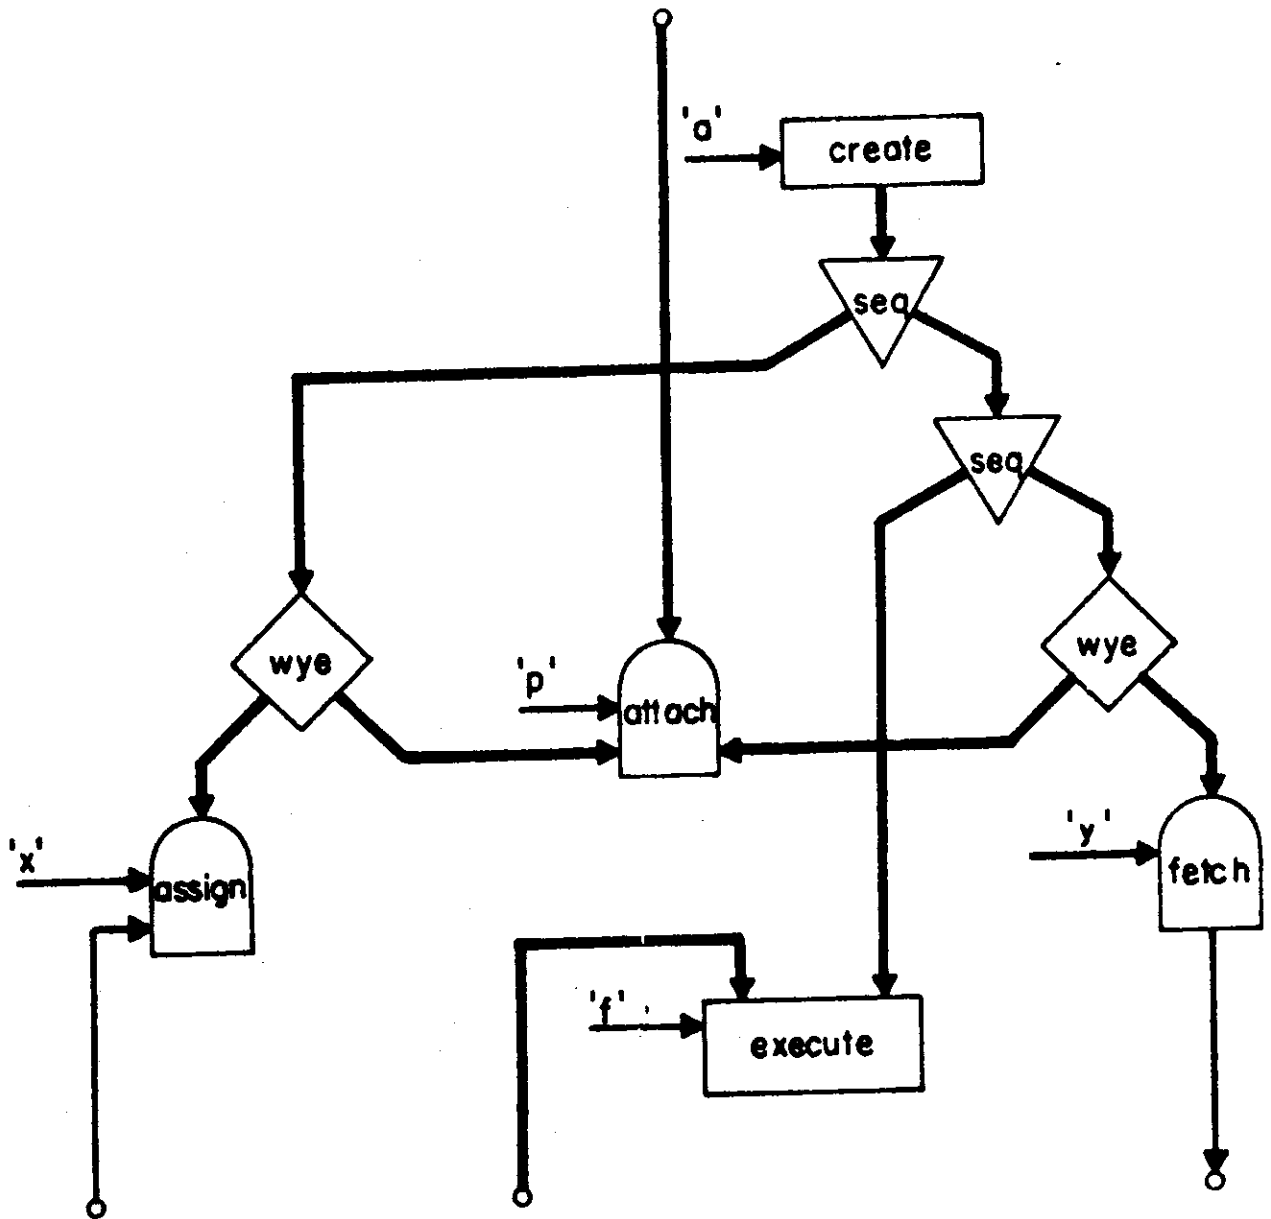 'a'
create
seq
seq
wye
wye
'p'
attach
'x'
assign
'y'
fetch
'f'
execute